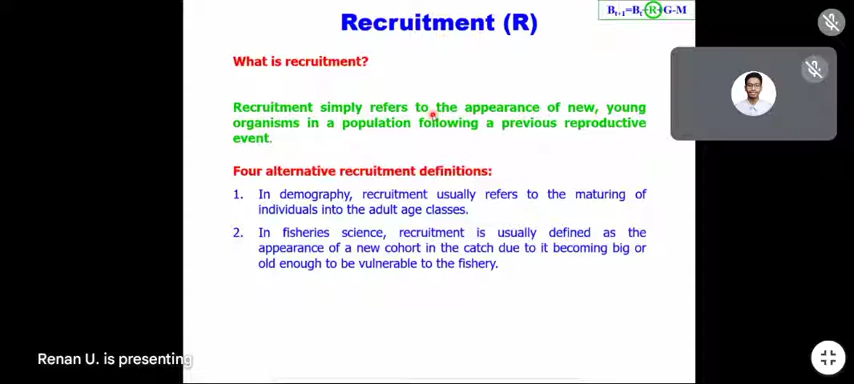 Bt+1=Bt+R+G-M
Recruitment (R)
What is recruitment?
Recruitment simply refers to the appearance of new, young
organisms in a population following a previous reproductive
event.
Four alternative recruitment definitions:
1. In demography, recruitment usually refers to the maturing of
individuals into the adult age classes.
2. In fisheries science, recruitment is usually defined as the
appearance of a new cohort in the catch due to it becoming big or
old enough to be vulnerable to the fishery.
Renan U. is presenting